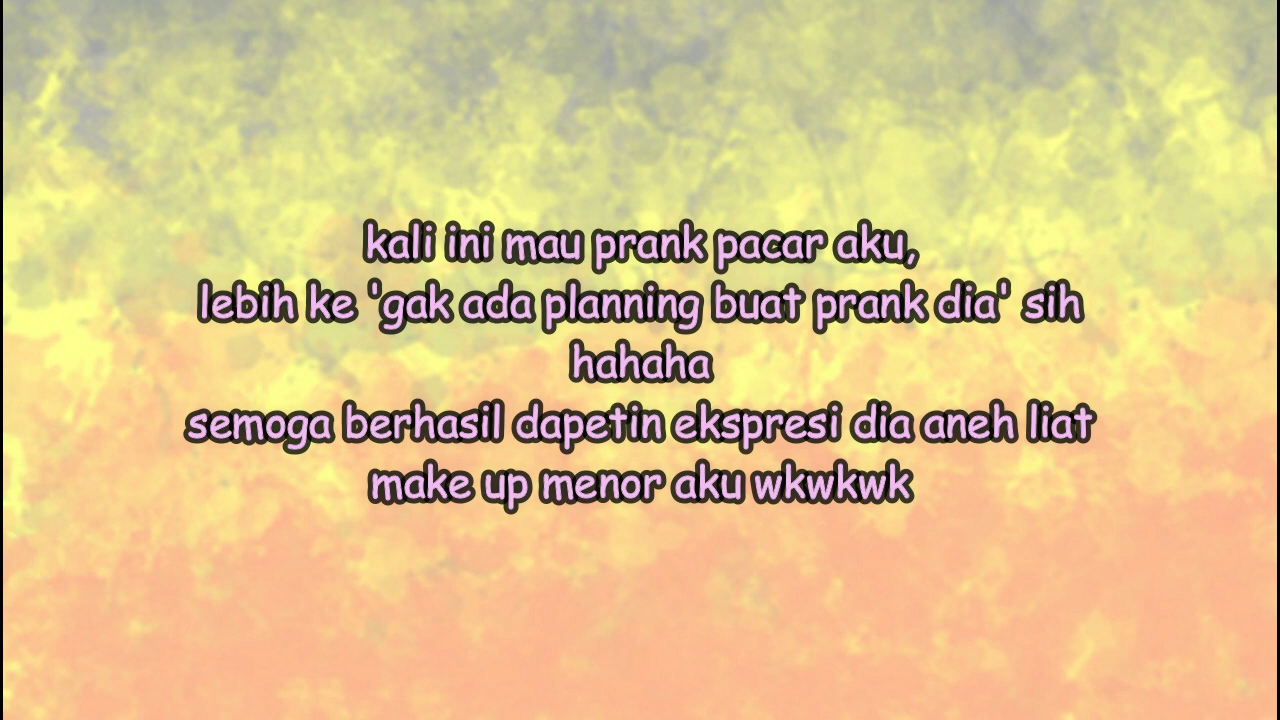 kali ini mau prank pacar aku,
lebih ke 'gak ada planning buat prank dia' sih
hahaha
semoga berhasil dapetin ekspresi dia aneh liat
make up menor aku wkwkwk